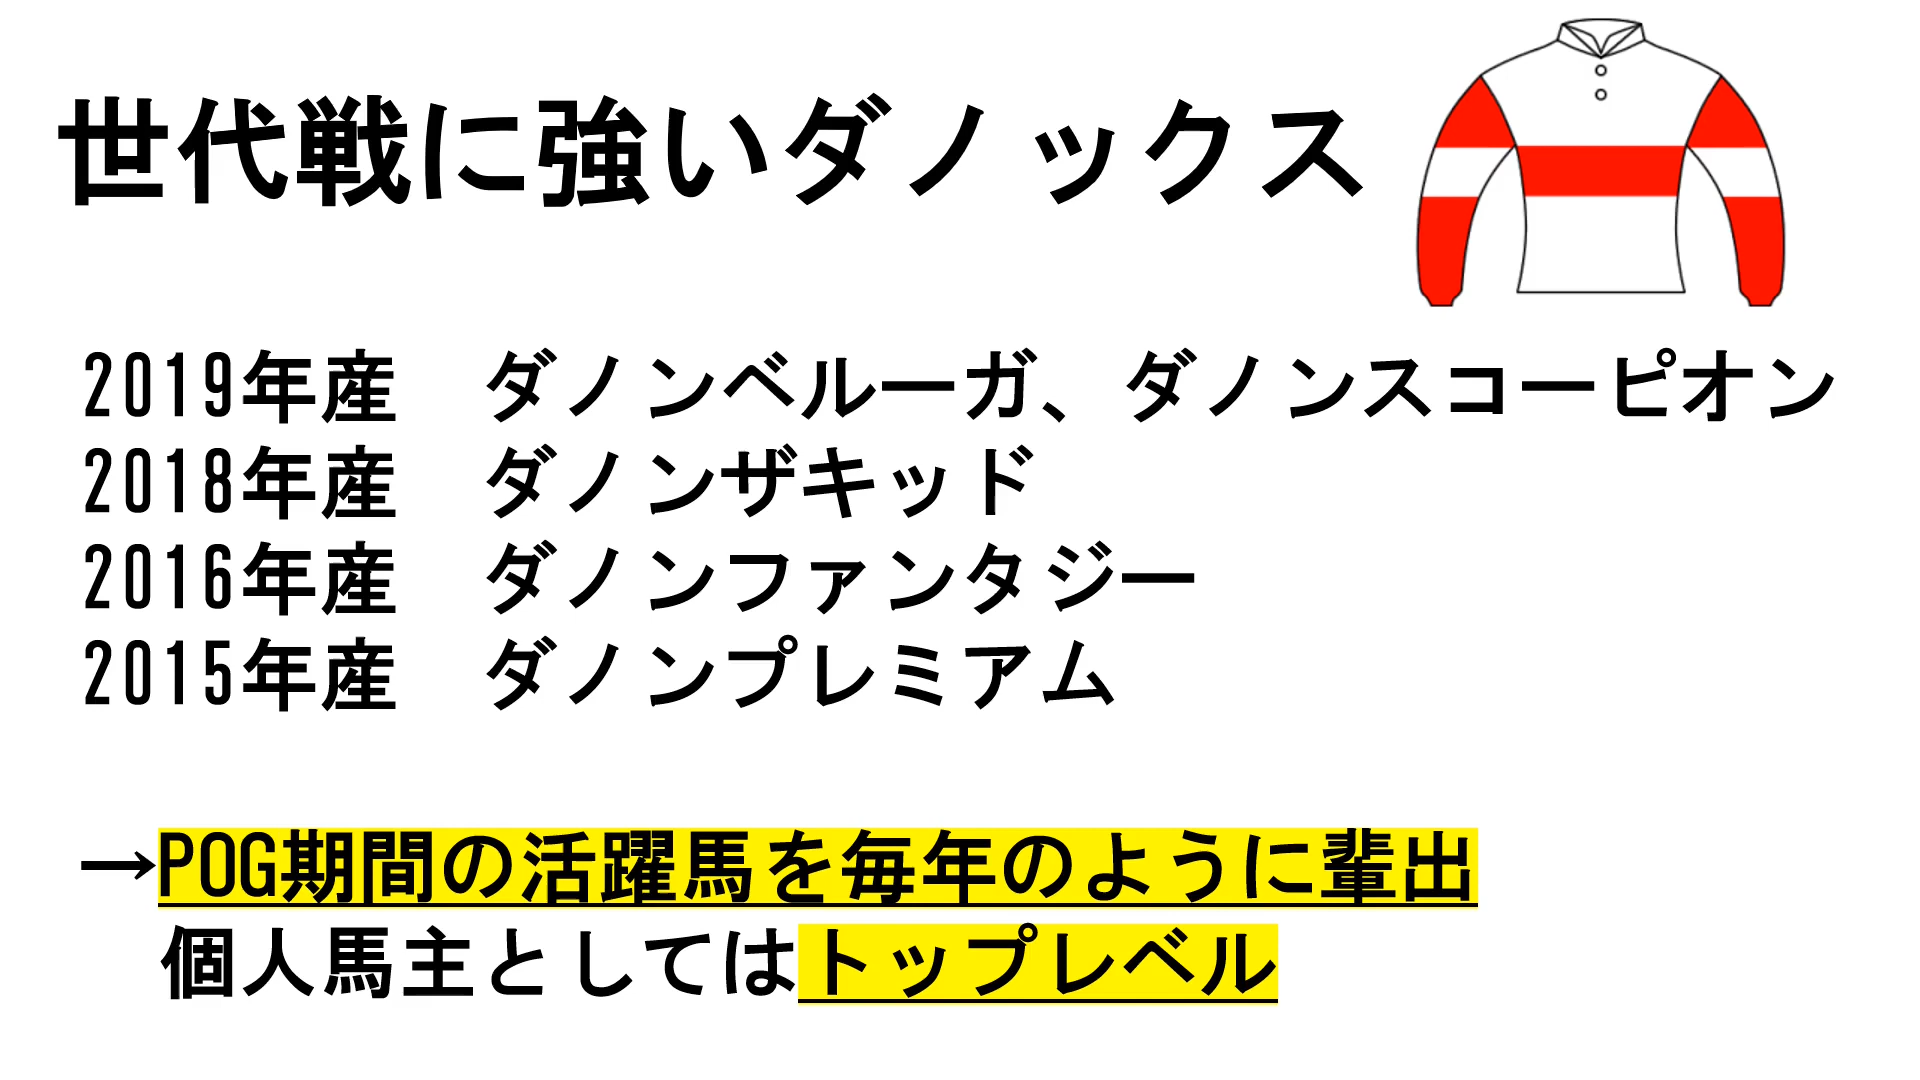 世代戦に強いダノックス
2019年産　ダノンベルーガ、ダノンスコーピオン
2018年産　ダノンザキッド
2016年産　ダノンファンタジー
2015年産　ダノンプレミアム
→POG期間の活躍馬を毎年のように輩出
個人馬主としてはトップレベル